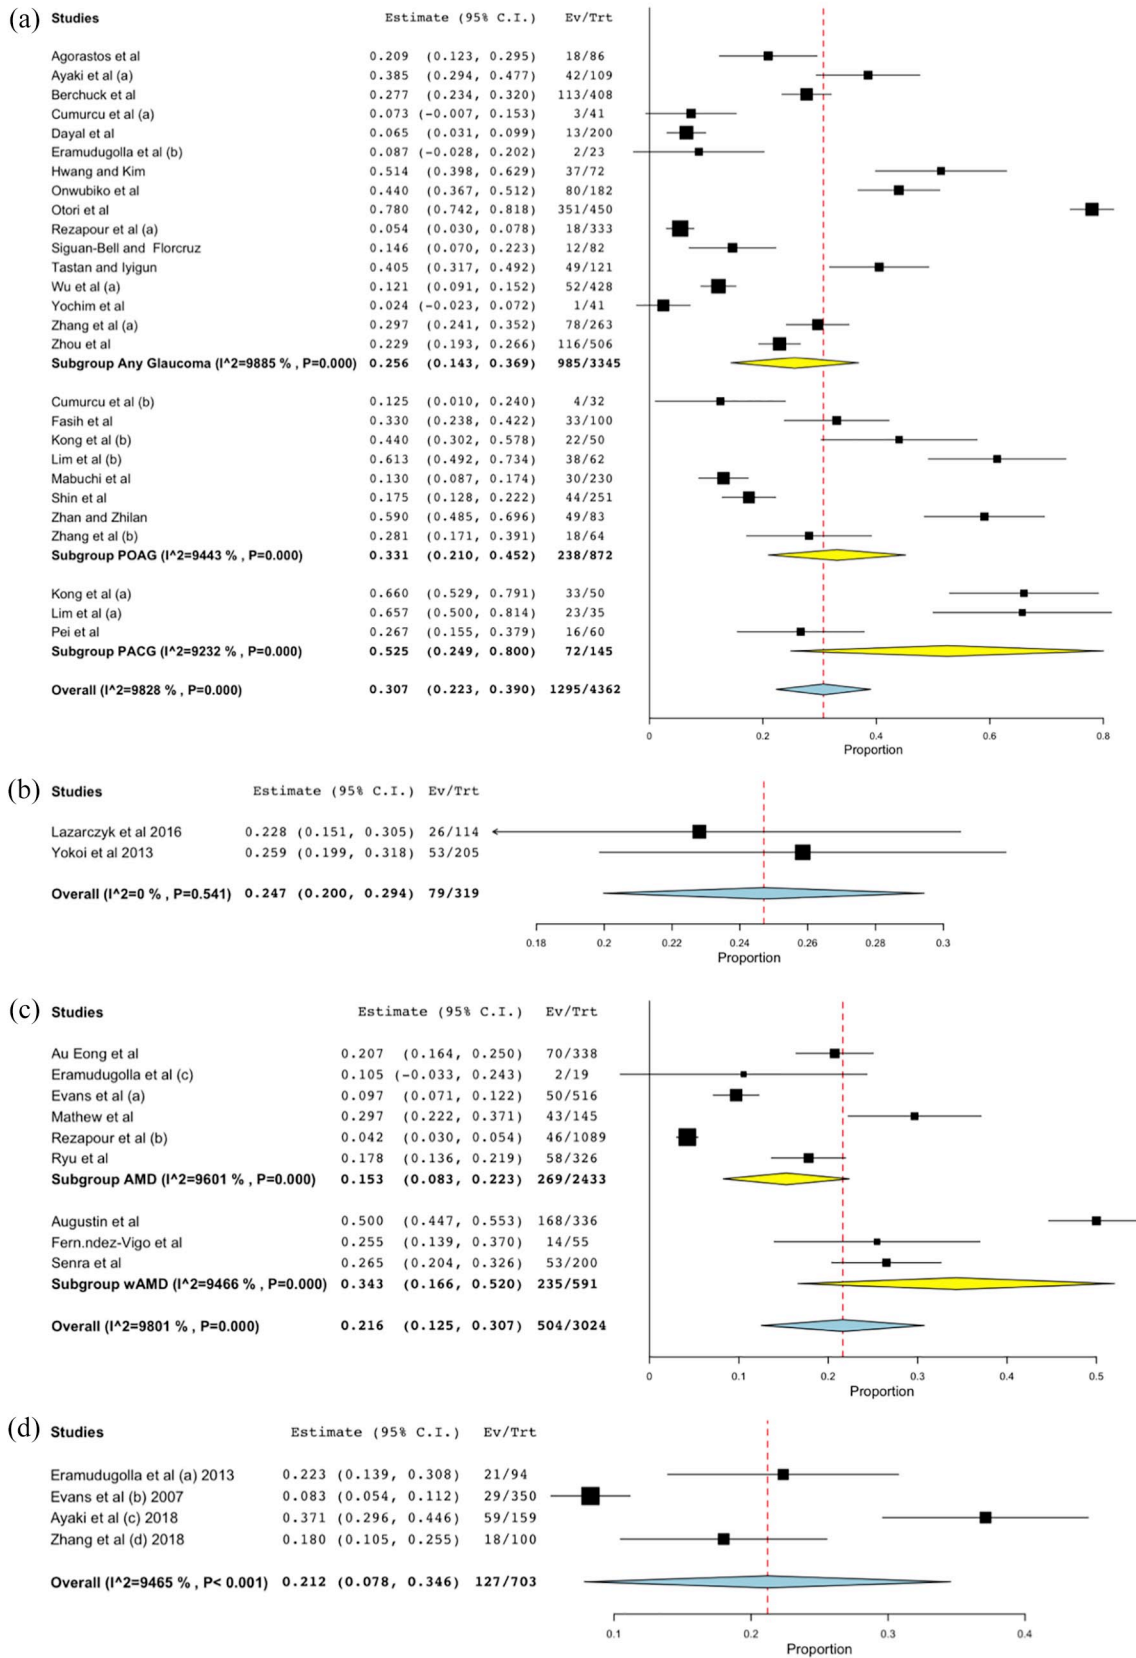 (a) Studies Estimate (95% C.I.) Ev/Trt
Agorastos et al 0.209 (0.123, 0.295) 18/86
Ayaki et al (a) 0.385 (0.294, 0.477) 42/109
Berchuck et al 0.277 (0.234, 0.320) 113/408
Cumurcu et al (a) 0.073 (-0.007, 0.153) 3/41
Dayal et al 0.065 (0.031, 0.099) 13/200
Eramudugolla et al (b) 0.087 (-0.028, 0.202) 2/23
Hwang and Kim 0.514 (0.398, 0.629) 37/72
Onwubiko et al 0.440 (0.367, 0.512) 80/182
Otori et al 0.780 (0.742, 0.818) 351/450
Rezapour et al (a) 0.054 (0.030, 0.078) 18/333
Siguan-Bell and Florcruz 0.146 (0.070, 0.223) 12/82
Tastan and Iyigun 0.405 (0.317, 0.492) 49/121
Wu et al (a) 0.121 (0.091, 0.152) 52/428
Yochim et al 0.024 (-0.023, 0.072) 1/41
Zhang et al (a) 0.297 (0.241, 0.352) 78/263
Zhou et al 0.229 (0.193, 0.266) 116/506
Subgroup Any Glaucoma (I^2=9885 % , P=0.000) 0.256 (0.143, 0.369) 985/3345
Cumurcu et al (b) 0.125 (0.010, 0.240) 4/32
Fasih et al 0.330 (0.238, 0.422) 33/100
Kong et al (b) 0.440 (0.302, 0.578) 22/50
Lim et al (b) 0.613 (0.492, 0.734) 38/62
Mabuchi et al 0.130 (0.087, 0.174) 30/230
Shin et al 0.175 (0.128, 0.222) 44/251
Zhan and Zhilan 0.590 (0.485, 0.696) 49/83
Zhang et al (b) 0.281 (0.171, 0.391) 18/64
Subgroup POAG (I^2=9443 % , P=0.000) 0.331 (0.210, 0.452) 238/872
Kong et al (a) 0.660 (0.529, 0.791) 33/50
Lim et al (a) 0.657 (0.500, 0.814) 23/35
Pei et al 0.267 (0.155, 0.379) 16/60
Subgroup PACG (I^2=9232 % , P=0.000) 0.525 (0.249, 0.800) 72/145
Overall (I^2=9828 % , P=0.000) 0.307 (0.223, 0.390) 1295/4362
0 0.2 0.4 0.6 0.8
Proportion
(b) Studies Estimate (95% C.I.) Ev/Trt
Lazarczyk et al 2016 0.228 (0.151, 0.305) 26/114
Yokoi et al 2013 0.259 (0.199, 0.318) 53/205
Overall (I^2=0 % , P=0.541) 0.247 (0.200, 0.294) 79/319
0.18 0.2 0.22 0.24 0.26 0.28 0.3
Proportion
(c) Studies Estimate (95% C.I.) Ev/Trt
Au Eong et al 0.207 (0.164, 0.250) 70/338
Eramudugolla et al (c) 0.105 (-0.033, 0.243) 2/19
Evans et al (a) 0.097 (0.071, 0.122) 50/516
Mathew et al 0.297 (0.222, 0.371) 43/145
Rezapour et al (b) 0.042 (0.030, 0.054) 46/1089
Ryu et al 0.178 (0.136, 0.219) 58/326
Subgroup AMD (I^2=9601 % , P=0.000) 0.153 (0.083, 0.223) 269/2433
Augustin et al 0.500 (0.447, 0.553) 168/336
Fern.ndez-Vigo et al 0.255 (0.139, 0.370) 14/55
Senra et al 0.265 (0.204, 0.326) 53/200
Subgroup wAMD (I^2=9466 % , P=0.000) 0.343 (0.166, 0.520) 235/591
Overall (I^2=9801 % , P=0.000) 0.216 (0.125, 0.307) 504/3024
0 0.1 0.2 0.3 0.4 0.5
Proportion
(d) Studies Estimate (95% C.I.) Ev/Trt
Eramudugolla et al (a) 2013 0.223 (0.139, 0.308) 21/94
Evans et al (b) 2007 0.083 (0.054, 0.112) 29/350
Ayaki et al (c) 2018 0.371 (0.296, 0.446) 59/159
Zhang et al (d) 2018 0.180 (0.105, 0.255) 18/100
Overall (I^2=9465 % , P< 0.001) 0.212 (0.078, 0.346) 127/703
0.1 0.2 0.3 0.4
Proportion